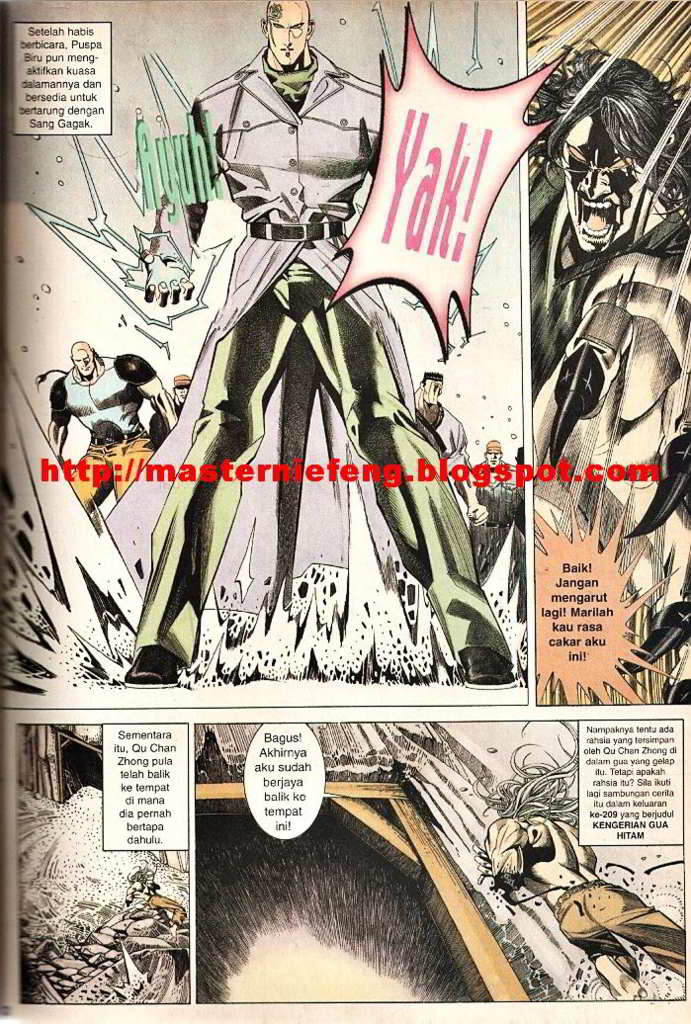 Setelah habis
berbicara, Puspa
Biru pun meng-
aktifkan kuasa
dalamannya dan
bersedia untuk
bertarung dengan
Sang Gagak.
Ayuh!
Yak!
http://masterniefeng.blogspot.com
Baik!
Jangan
mengarut
lagi! Marilah
kau rasa
cakar aku
ini!
Sementara
itu, Qu Chan
Zhong pula
telah balik
ke tempat
di mana
dia pernah
bertapa
dahulu.
Bagus!
Akhirnya
aku sudah
berjaya
balik ke
tempat
ini!
Nampaknya tentu ada
rahsia yang tersimpan
oleh Qu Chan Zhong di
dalam gua yang gelap
itu. Tetapi apakah
rahsia itu? Sila ikuti
lagi sambungan cerita
itu dalam keluaran
ke-209 yang berjudul
KENGERIAN GUA
HITAM